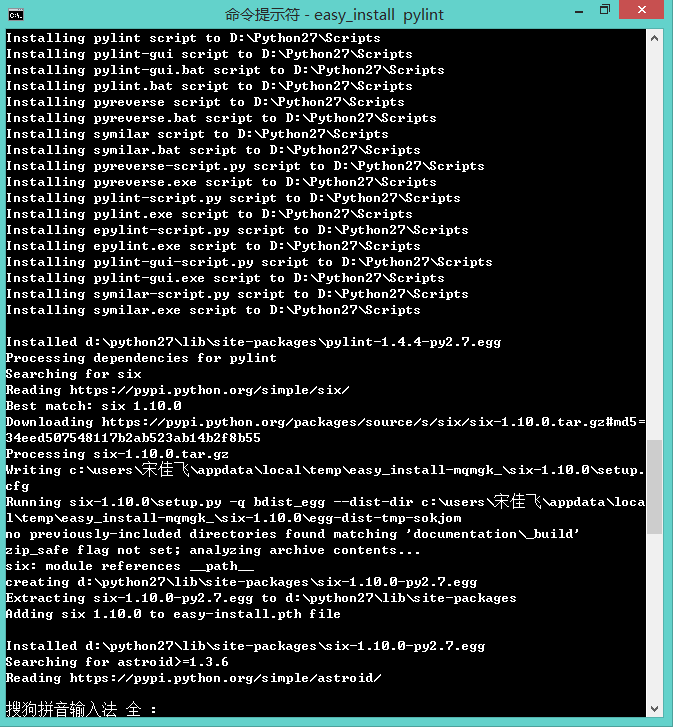 命令提示符 - easy_install pylint
Installing pylint script to D:\Python27\Scripts
Installing pylint-gui script to D:\Python27\Scripts
Installing pylint-gui.bat script to D:\Python27\Scripts
Installing pylint.bat script to D:\Python27\Scripts
Installing pyreverse script to D:\Python27\Scripts
Installing pyreverse.bat script to D:\Python27\Scripts
Installing symilar script to D:\Python27\Scripts
Installing symilar.bat script to D:\Python27\Scripts
Installing pyreverse-script.py script to D:\Python27\Scripts
Installing pyreverse.exe script to D:\Python27\Scripts
Installing pylint-script.py script to D:\Python27\Scripts
Installing pylint.exe script to D:\Python27\Scripts
Installing epylint-script.py script to D:\Python27\Scripts
Installing epylint.exe script to D:\Python27\Scripts
Installing pylint-gui-script.py script to D:\Python27\Scripts
Installing pylint-gui.exe script to D:\Python27\Scripts
Installing symilar-script.py script to D:\Python27\Scripts
Installing symilar.exe script to D:\Python27\Scripts

Installed d:\python27\lib\site-packages\pylint-1.4.4-py2.7.egg
Processing dependencies for pylint
Searching for six
Reading https://pypi.python.org/simple/six/
Best match: six 1.10.0
Downloading https://pypi.python.org/packages/source/s/six/six-1.10.0.tar.gz#md5=
34eed507548117b2ab523ab14b2f8b55
Processing six-1.10.0.tar.gz
Writing c:\users\宋佳飞\appdata\local\temp\easy_install-mqmgk_\six-1.10.0\setup.
cfg
Running six-1.10.0\setup.py -q bdist_egg --dist-dir c:\users\宋佳飞\appdata\loca
l\temp\easy_install-mqmgk_\six-1.10.0\egg-dist-tmp-sokjom
no previously-included directories found matching 'documentation\_build'
zip_safe flag not set; analyzing archive contents...
six: module references __path__
creating d:\python27\lib\site-packages\six-1.10.0-py2.7.egg
Extracting six-1.10.0-py2.7.egg to d:\python27\lib\site-packages
Adding six 1.10.0 to easy-install.pth file

Installed d:\python27\lib\site-packages\six-1.10.0-py2.7.egg
Searching for astroid>=1.3.6
Reading https://pypi.python.org/simple/astroid/

搜狗拼音输入法 全 :